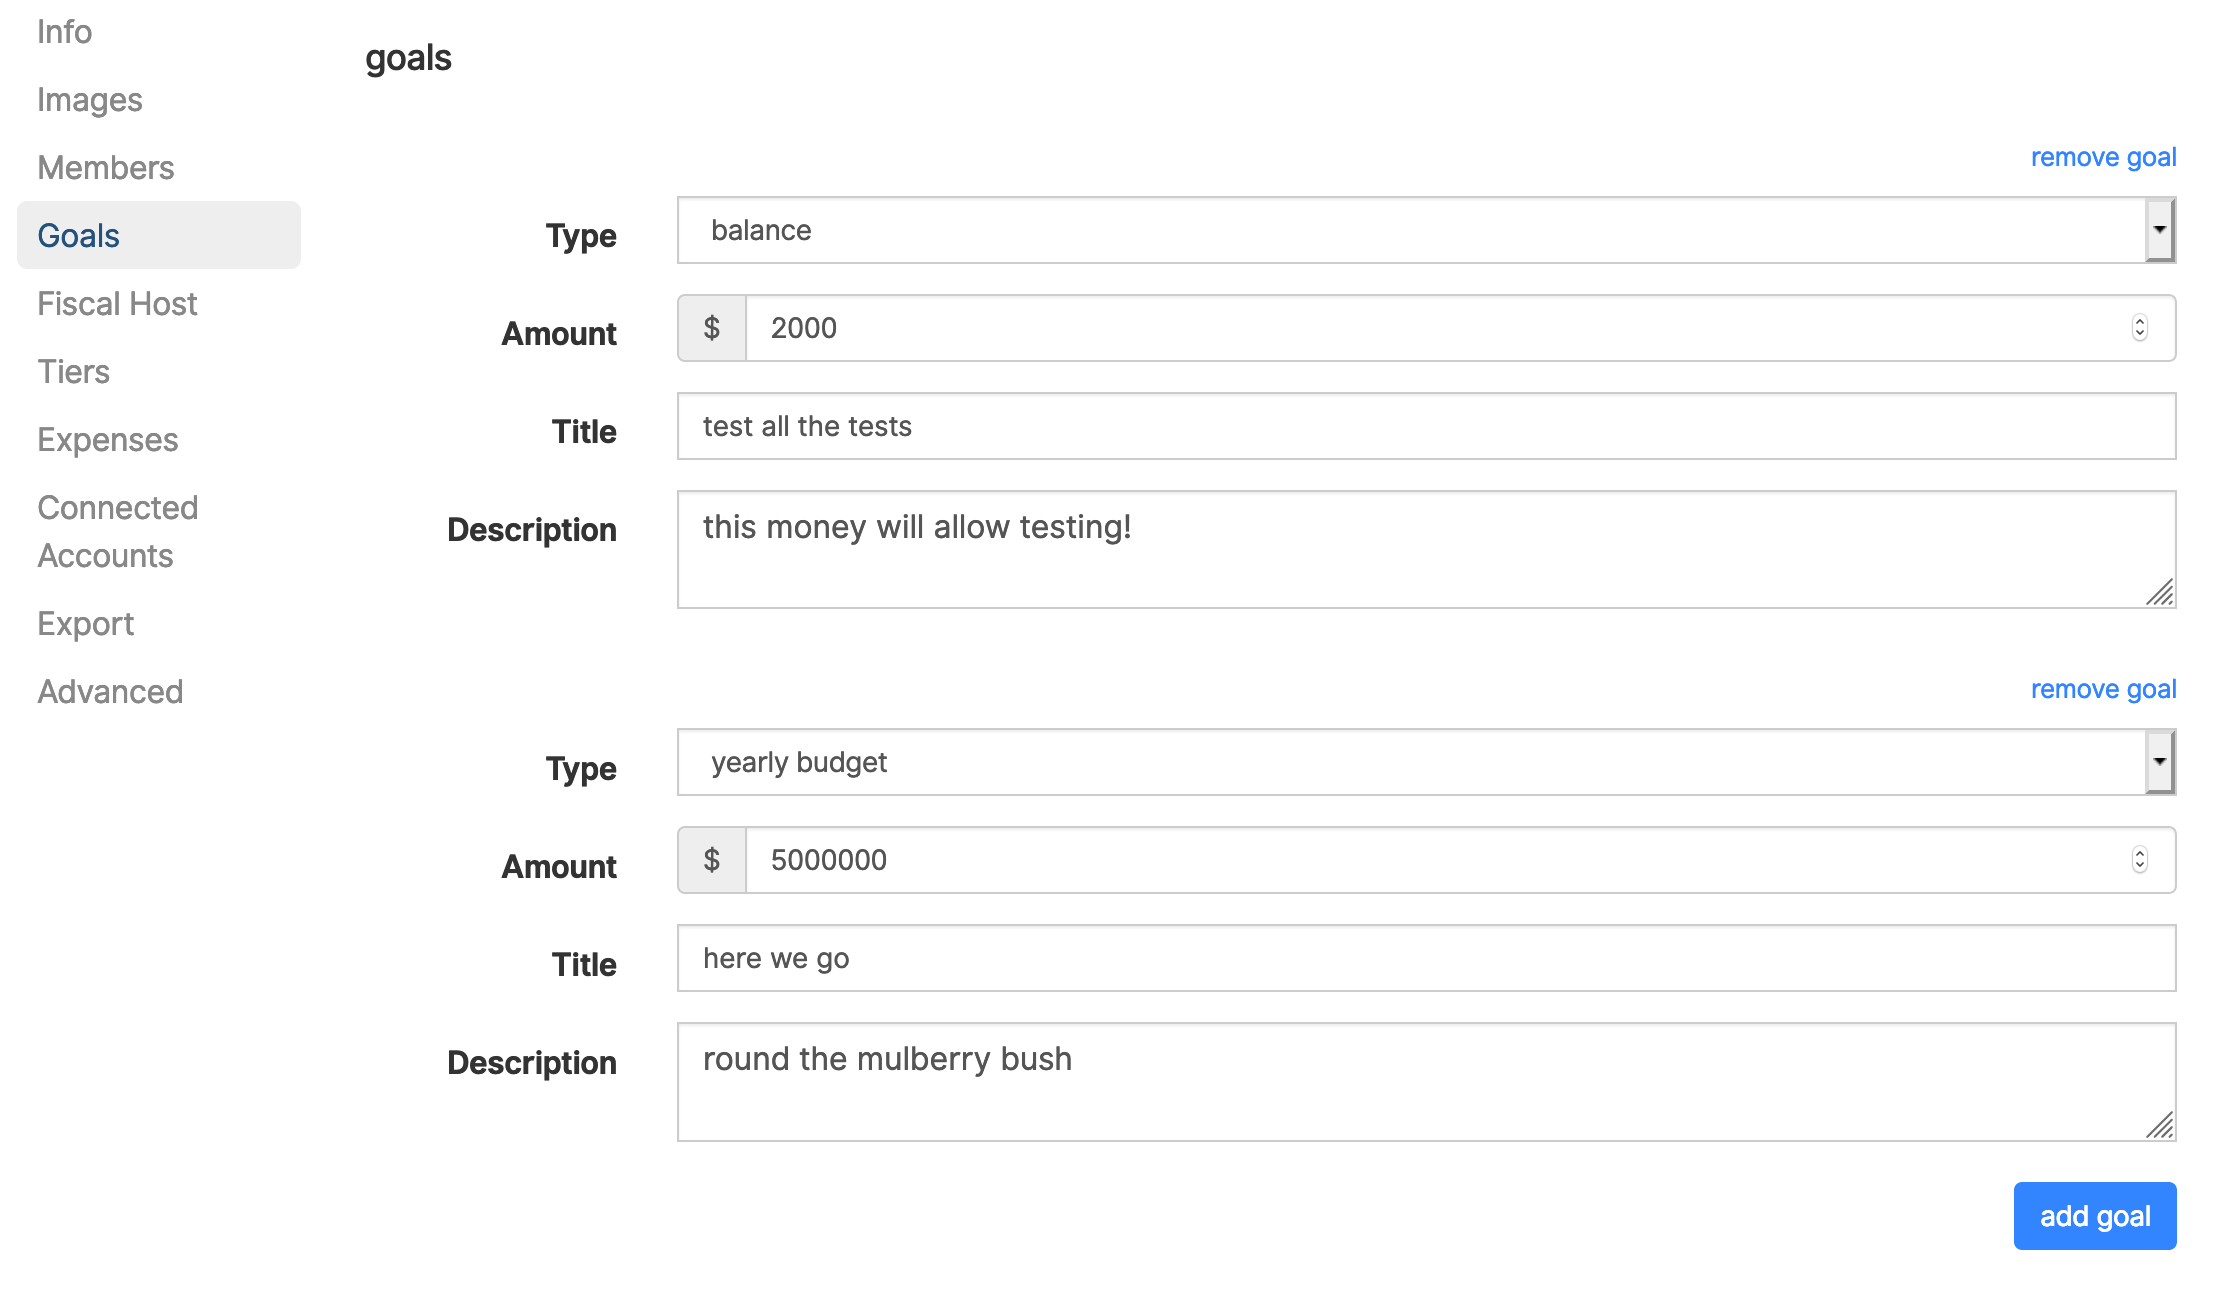 Info
Images
Members
Goals
Fiscal Host
Tiers
Expenses
Connected
Accounts
Export
Advanced
goals
remove goal
Type
balance
Amount
$ 2000
Title
test all the tests
Description
this money will allow testing!
remove goal
Type
yearly budget
Amount
$ 5000000
Title
here we go
Description
round the mulberry bush
add goal